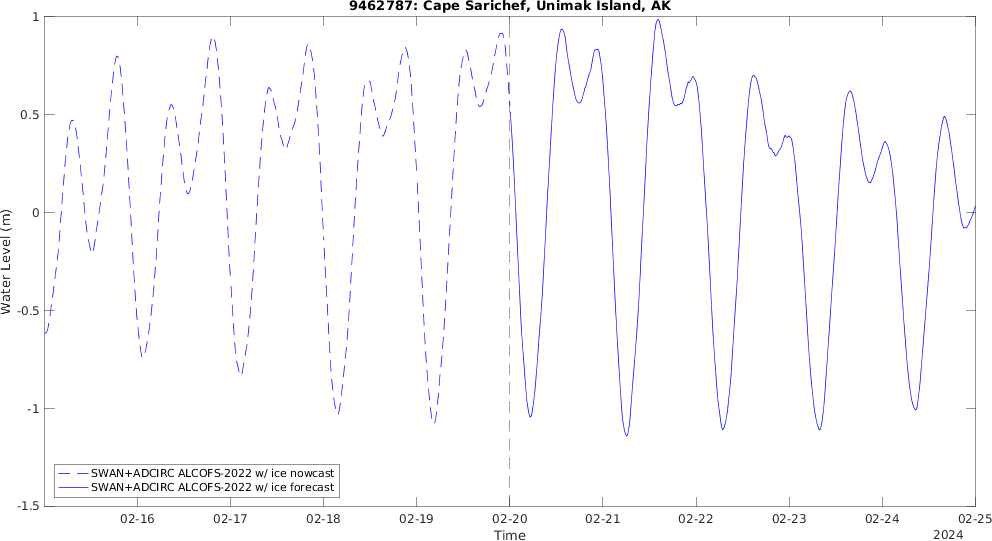 9462787: Cape Sarichef, Unimak Island, AK
1
0.5
0
-0.5
-1
-1.5
Water Level (m)
SWAN+ADCIRC ALCOFS-2022 w/ ice nowcast
SWAN+ADCIRC ALCOFS-2022 w/ ice forecast
02-16 02-17 02-18 02-19 02-20 02-21 02-22 02-23 02-24 02-25
Time
2024